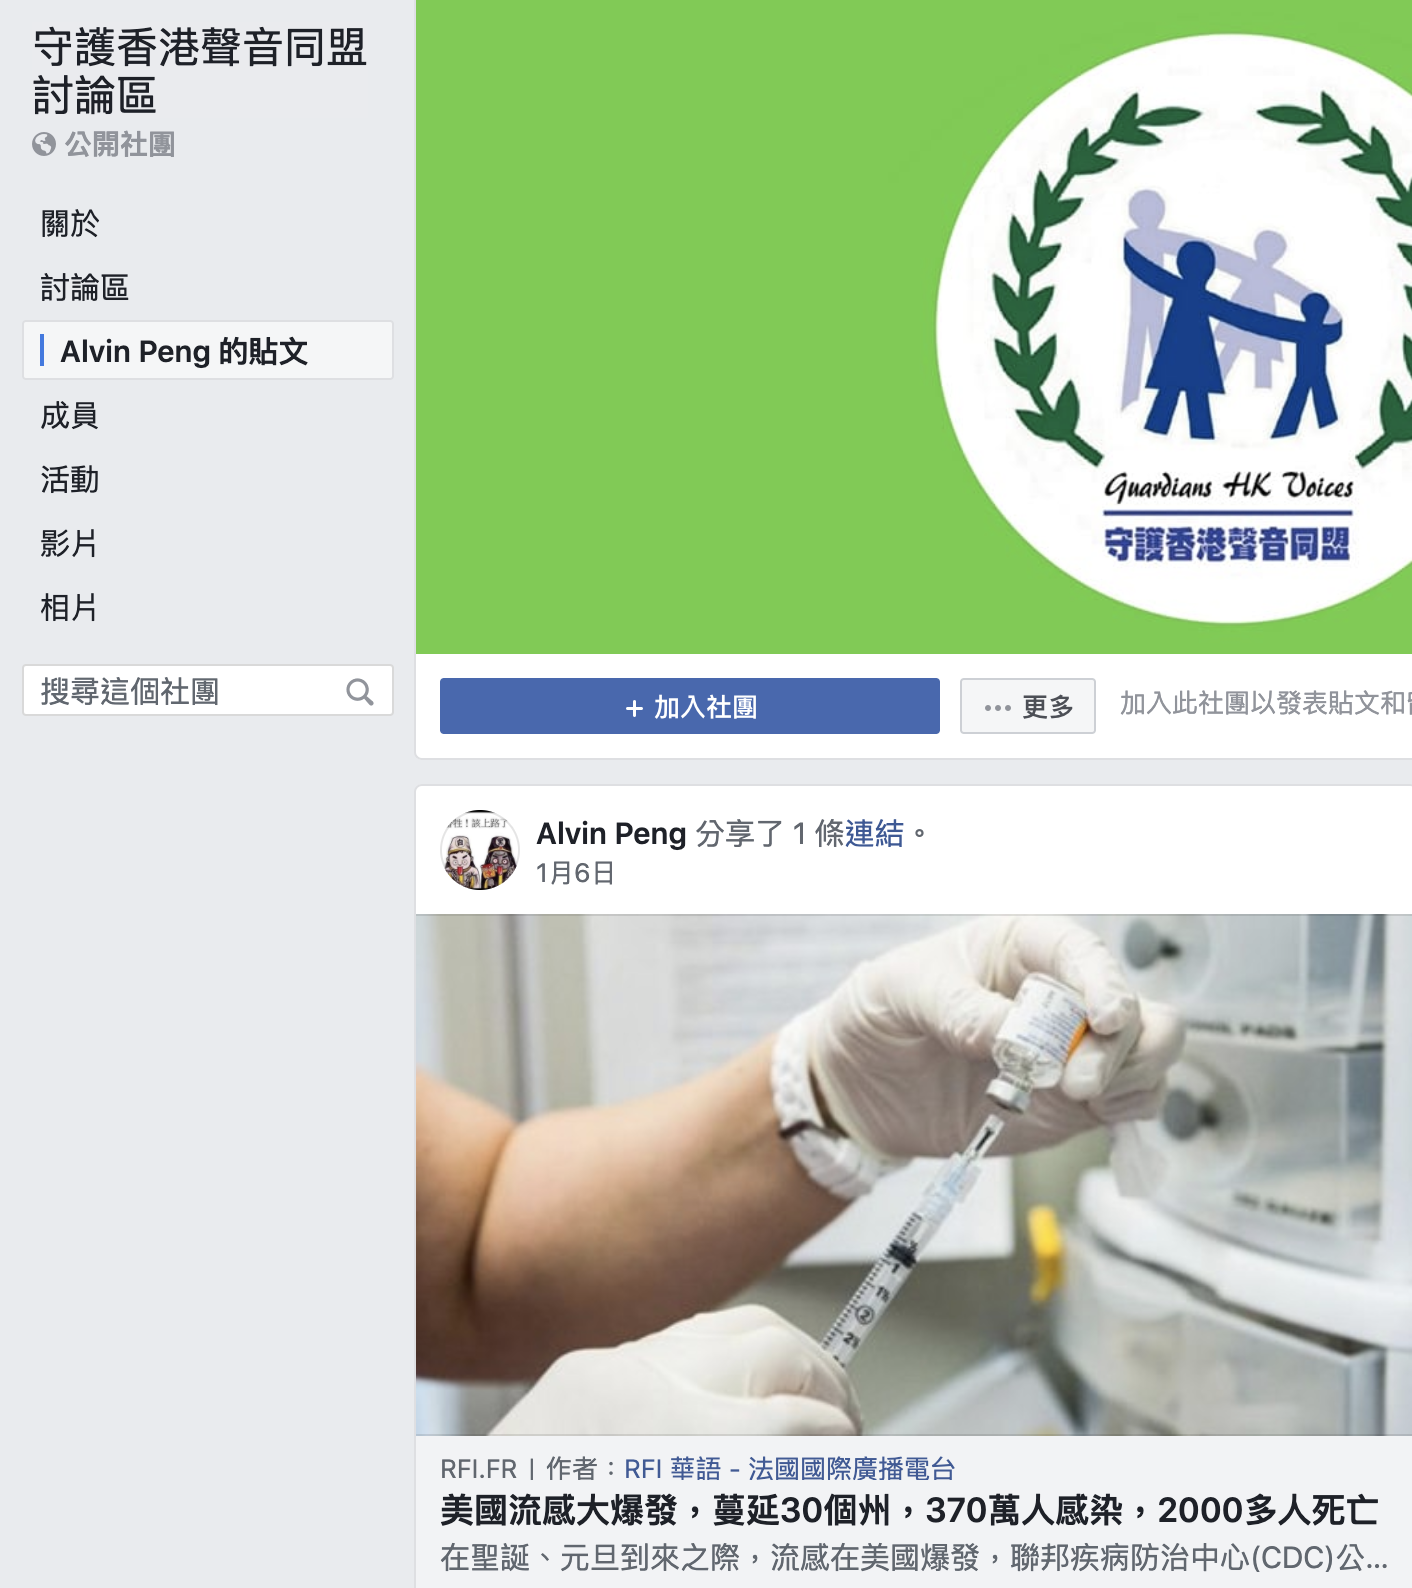 守護香港聲音同盟
討論區
公開社團
關於
討論區
Alvin Peng 的貼文
成員
活動
影片
相片
搜尋這個社團
Guardians HK Voices
守護香港聲音同盟
+ 加入社團
··· 更多
加入此社團以發表貼文和
該上路了
Alvin Peng 分享了 1 條連結。
1月6日
RFI.FR | 作者：RFI 華語 - 法國國際廣播電台
美國流感大爆發，蔓延30個州，370萬人感染，2000多人死亡
在聖誕、元旦到來之際，流感在美國爆發，聯邦疾病防治中心(CDC)公...